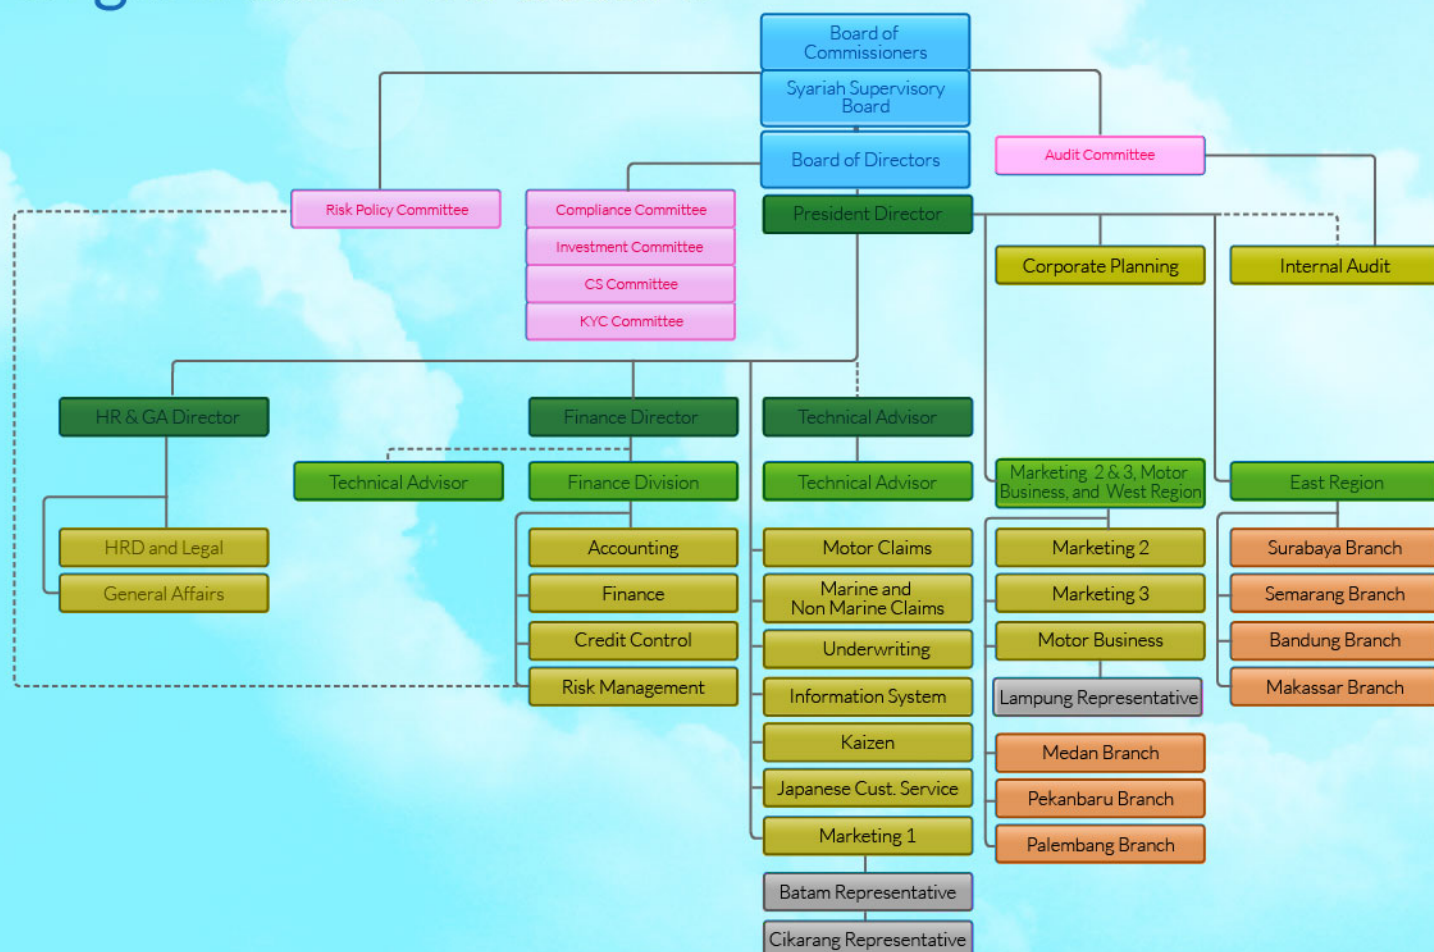 Board of
Commissioners
Syariah Supervisory
Board
Board of Directors
Audit Committee
Risk Policy Committee
Compliance Committee
President Director
Investment Committee
Corporate Planning
Internal Audit
CS Committee
KYC Committee
HR & GA Director
Finance Director
Technical Advisor
Technical Advisor
Finance Division
Technical Advisor
Marketing 2 & 3, Motor
Business, and West Region
East Region
HRD and Legal
Accounting
Motor Claims
Marketing 2
Surabaya Branch
General Affairs
Finance
Marine and
Non Marine Claims
Marketing 3
Semarang Branch
Credit Control
Underwriting
Motor Business
Bandung Branch
Risk Management
Information System
Lampung Representative
Makassar Branch
Kaizen
Medan Branch
Japanese Cust. Service
Pekanbaru Branch
Marketing 1
Palembang Branch
Batam Representative
Cikarang Representative